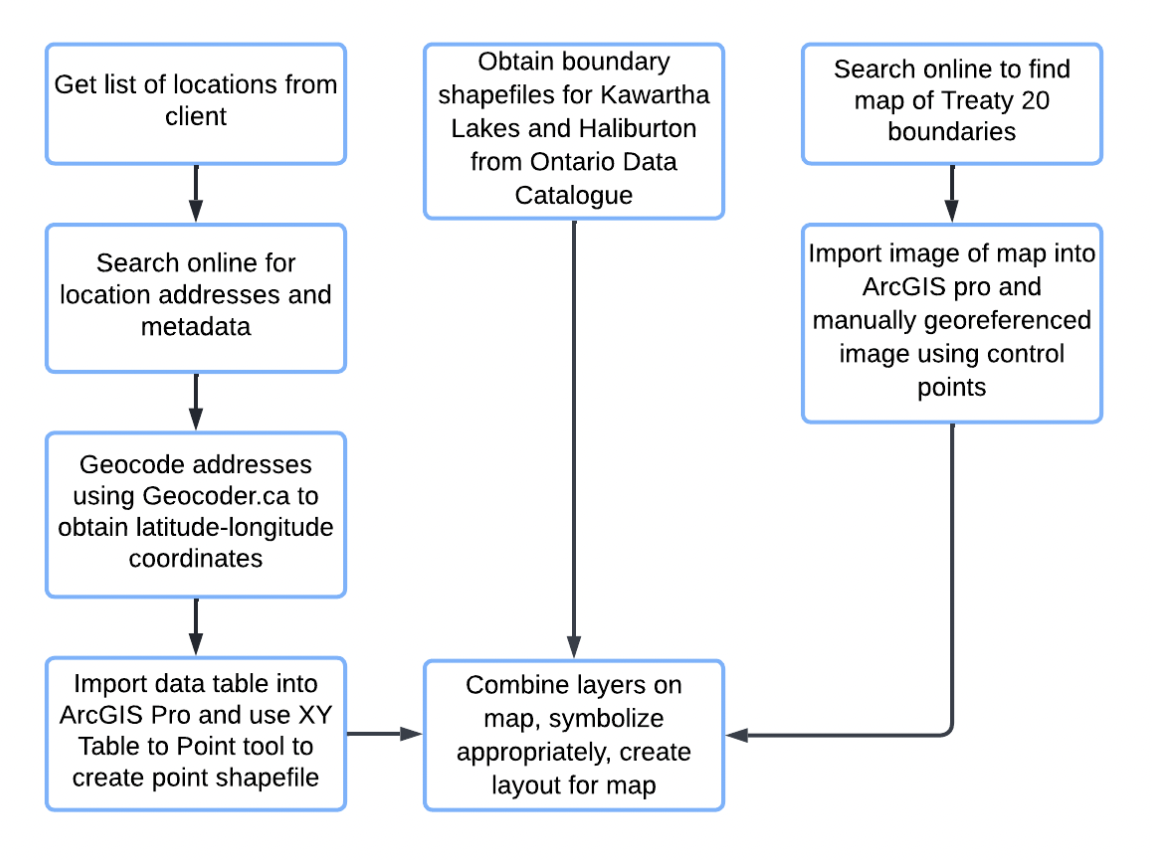 Get list of locations from
client
Search online for
location addresses and
metadata
Geocode addresses
using Geocoder.ca to
obtain latitude-longitude
coordinates
Import data table into
ArcGIS Pro and use XY
Table to Point tool to
create point shapefile
Obtain boundary
shapefiles for Kawartha
Lakes and Haliburton
from Ontario Data
Catalogue
Search online to find
map of Treaty 20
boundaries
Import image of map into
ArcGIS pro and
manually georeferenced
image using control
points
Combine layers on
map, symbolize
appropriately, create
layout for map